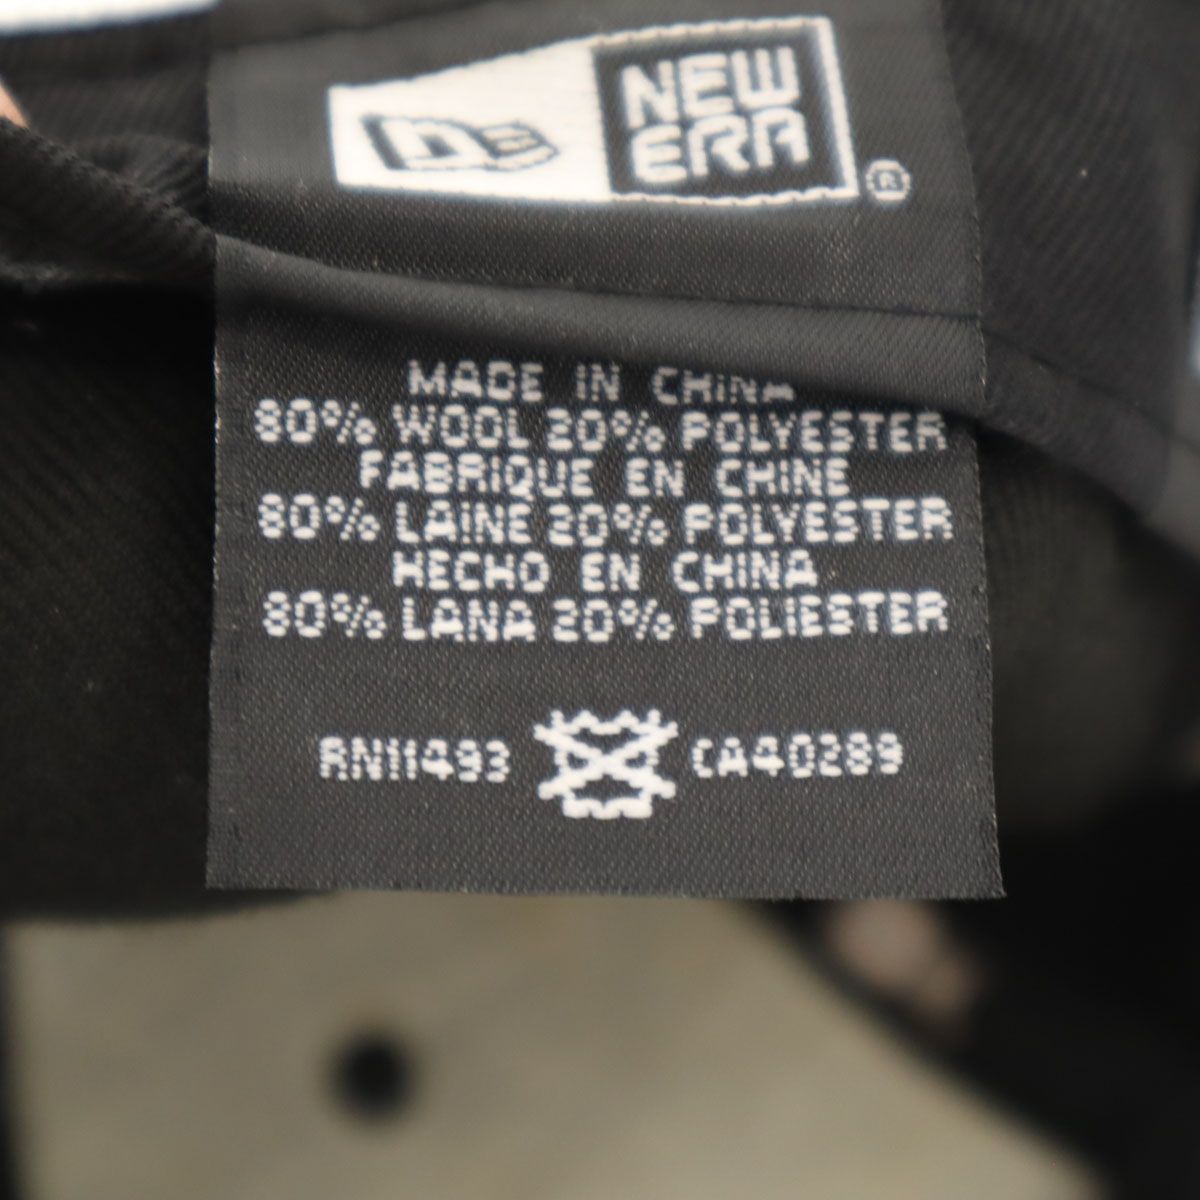 NE
NEW
ERA
®
MADE IN CHINA
80% WOOL 20% POLYESTER
FABRIQUE EN CHINE
80% LAINE 20% POLYESTER
HECHO EN CHINA
80% LANA 20% POLIESTER
RN11493 CA40289